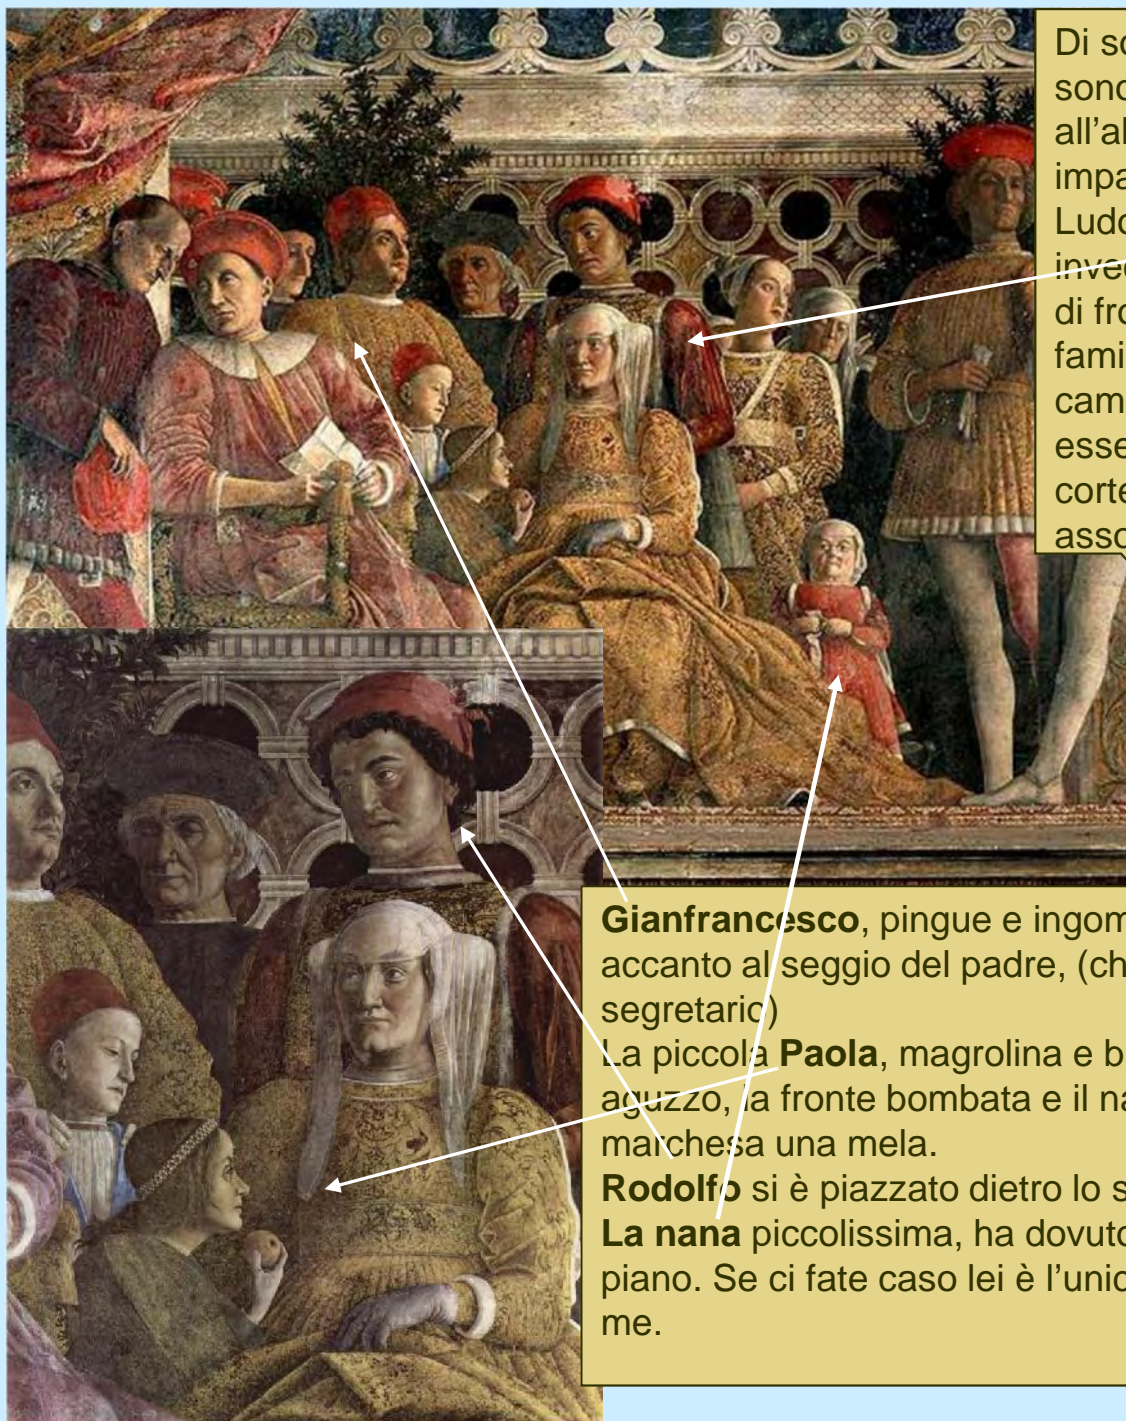 Di so
sono
all'al
impa
Ludo
invec
di fro
fami
cam
esse
corte
asso
Gianfrancesco, pingue e ingom
accanto al seggio del padre, (ch
segretario)
La piccola Paola, magrolina e b
aguzzo, la fronte bombata e il na
marchesa una mela.
Rodolfo si è piazzato dietro lo s
La nana piccolissima, ha dovuto
piano. Se ci fate caso lei è l'unic
me.